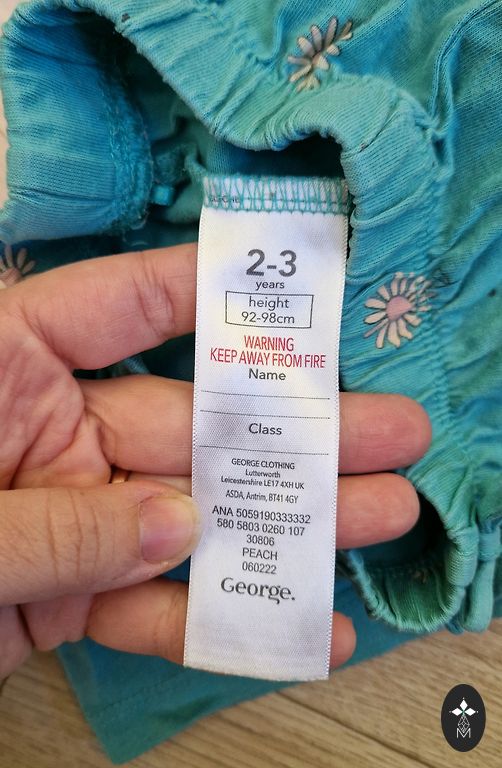 2-3
years
height
92-98cm
WARNING
KEEP AWAY FROM FIRE
Name
Class
GEORGE CLOTHING
Lutterworth
Leicestershire LE17 4XH UK
ASDA, Antrim, BT41 4GY
ANA 5059190333332
580 5803 0260 107
30806
PEACH
060222
George.
M